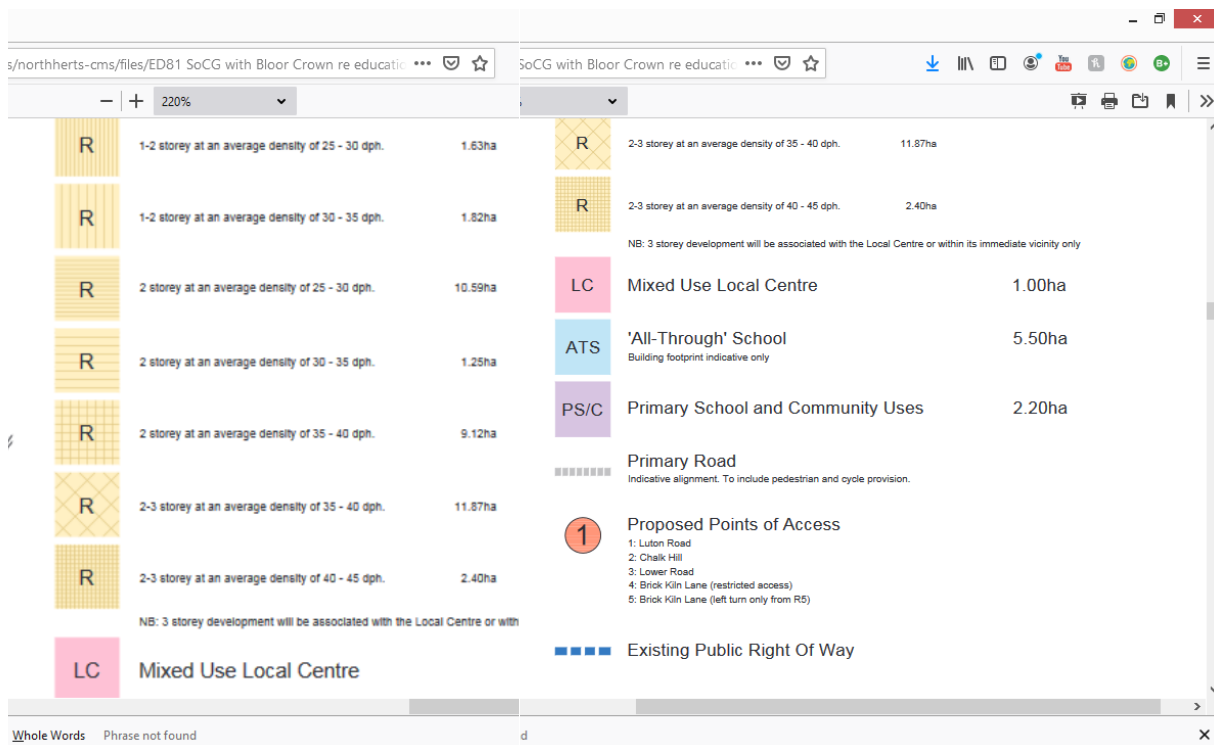 s/northherts-cms/files/ED81 SoCG with Bloor Crown re educatic
220%
R 1-2 storey at an average density of 25 - 30 dph. 1.63ha
R 1-2 storey at an average density of 30 - 35 dph. 1.82ha
R 2 storey at an average density of 25 - 30 dph. 10.59ha
R 2 storey at an average density of 30 - 35 dph. 1.25ha
R 2 storey at an average density of 35 - 40 dph. 9.12ha
R 2-3 storey at an average density of 35 - 40 dph. 11.87ha
R 2-3 storey at an average density of 40 - 45 dph. 2.40ha
NB: 3 storey development will be associated with the Local Centre or with
LC Mixed Use Local Centre
Whole Words Phrase not found
SoCG with Bloor Crown re educatic
You Tube
B+
R 2-3 storey at an average density of 35 - 40 dph. 11.87ha
R 2-3 storey at an average density of 40 - 45 dph. 2.40ha
NB: 3 storey development will be associated with the Local Centre or within its immediate vicinity only
LC Mixed Use Local Centre 1.00ha
ATS 'All-Through' School 5.50ha
Building footprint indicative only
PS/C Primary School and Community Uses 2.20ha
Primary Road
Indicative alignment. To include pedestrian and cycle provision.
1 Proposed Points of Access
1: Luton Road
2: Chalk Hill
3: Lower Road
4: Brick Kiln Lane (restricted access)
5: Brick Kiln Lane (left turn only from R5)
Existing Public Right Of Way
d